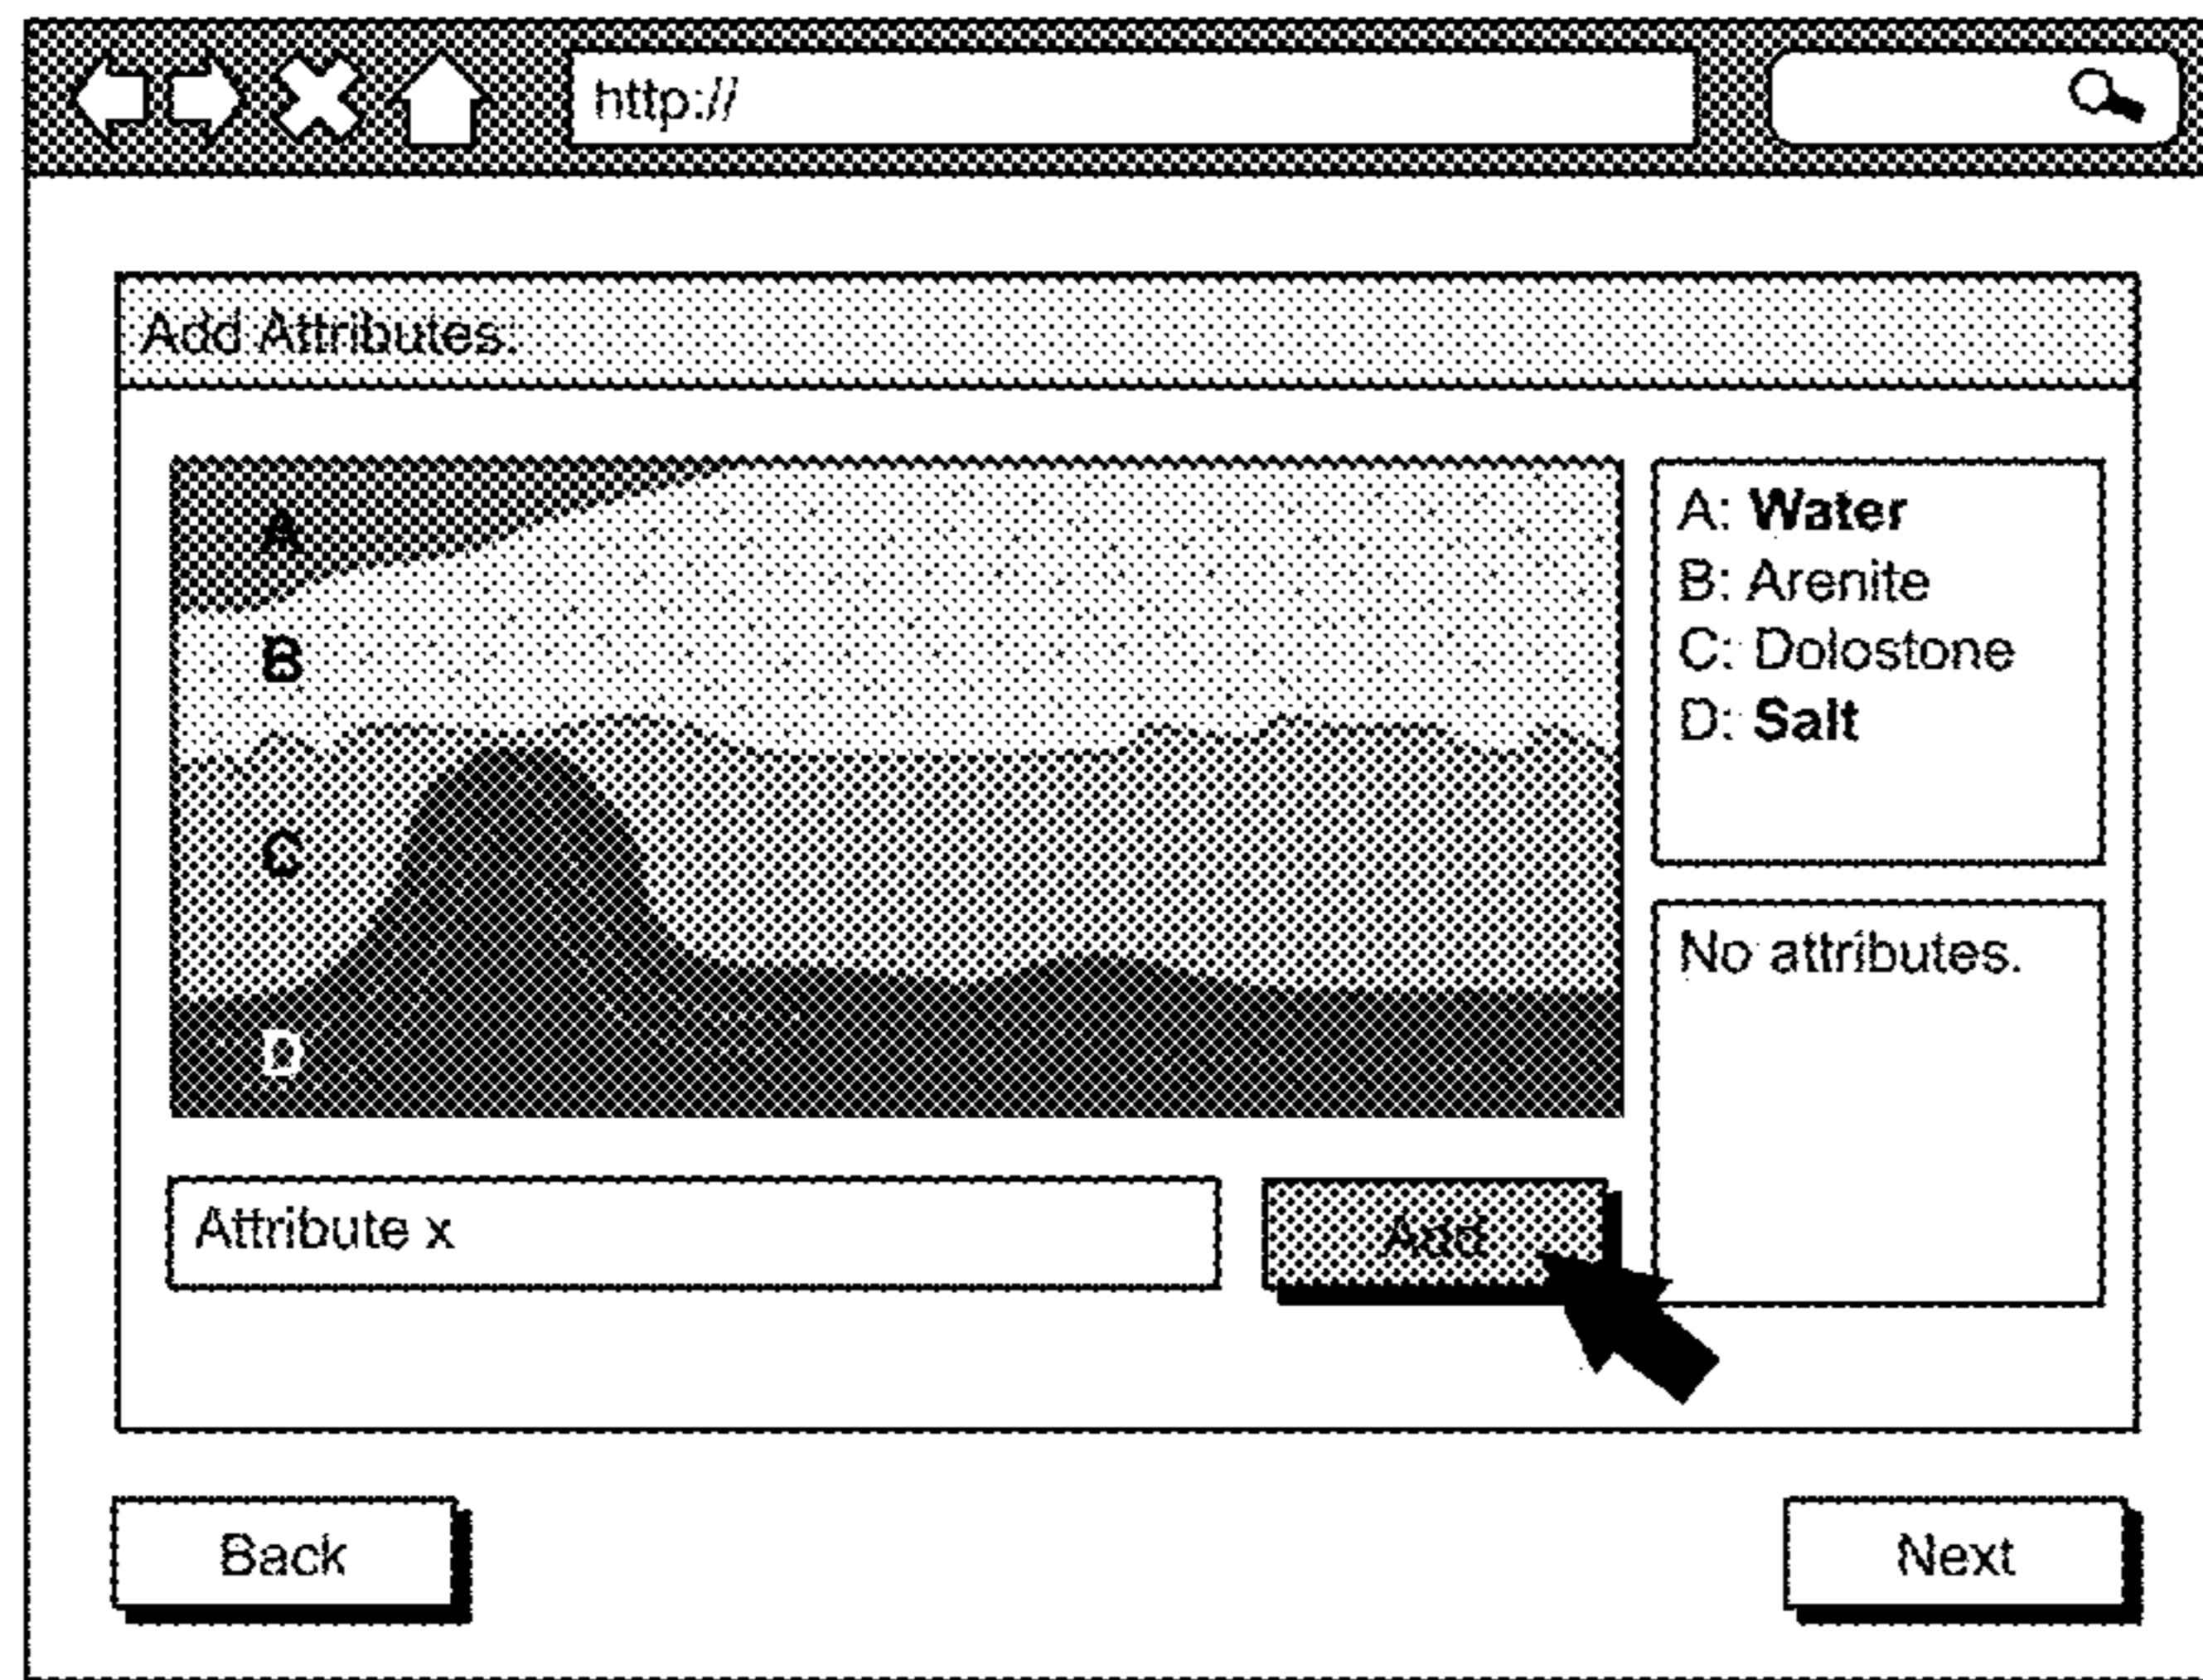 http://
Add Attributes:
A
B
C
D
A: Water
B: Arenite
C: Dolostone
D: Salt
No attributes.
Attribute x
Add
Back
Next